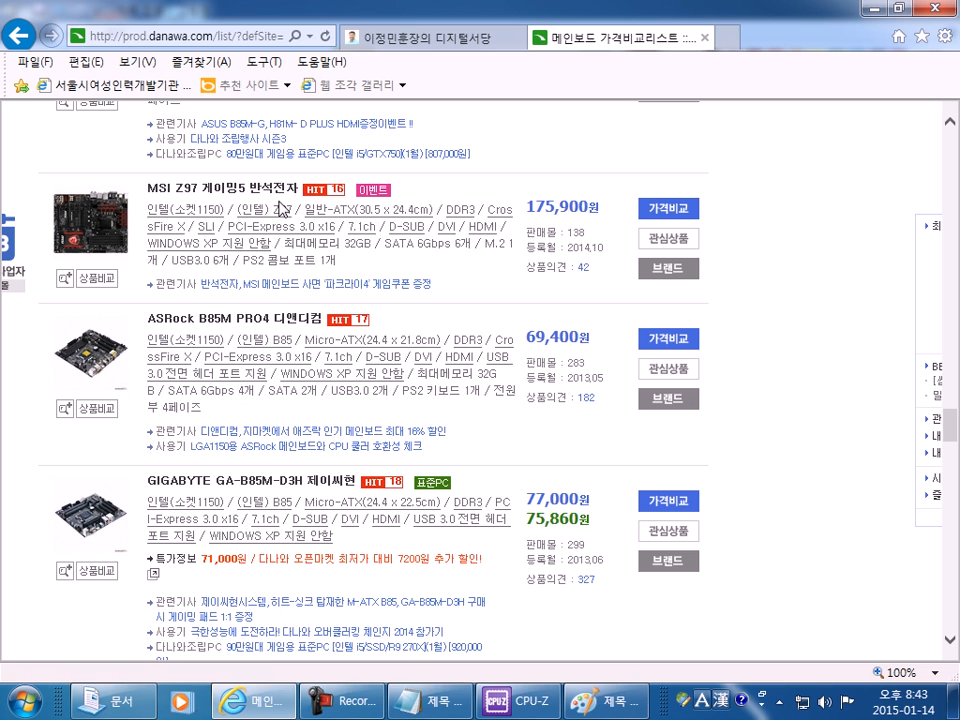 http://prod.danawa.com/list/?defSite=
이정민훈장의 디지털서당
메인보드 가격비교리스트 ::...
파일(F) 편집(E) 보기(V) 즐겨찾기(A) 도구(T) 도움말(H)
서울시여성인력개발기관 ...
추천 사이트
웹 조각 갤러리
상품비교
관련기사 ASUS B85M-G, H81M- D PLUS HDMI증정이벤트 !!
사용기 다나와 조립행사 시즌3
다나와조립PC 80만원대 게임용 표준PC [인텔 i5/GTX750](1월) [807,000원]
MSI Z97 게이밍5 반석전자 HIT 16 이벤트
인텔(소켓1150) / (인텔) / 일반-ATX(30.5 x 24.4cm) / DDR3 / Cros
sFire X / SLI / PCI-Express 3.0 x16 / 7.1ch / D-SUB / DVI / HDMI /
WINDOWS XP 지원 안함 / 최대메모리 32GB / SATA 6Gbps 6개 / M.2 1
개 / USB3.0 6개 / PS2 콤보 포트 1개
관련기사 반석전자, MSI 메인보드 사면 '파크라이4' 게임쿠폰 증정
상품비교
175,900원
판매몰 : 138
등록월 : 2014,10
상품의견 : 42
가격비교
관심상품
브랜드
ASRock B85M PRO4 디앤디컴 HIT 17
인텔(소켓1150) / (인텔) B85 / Micro-ATX(24.4 x 21.8cm) / DDR3 / Cro
ssFire X / PCI-Express 3.0 x16 / 7.1ch / D-SUB / DVI / HDMI / USB
3.0 전면 헤더 포트 지원 / WINDOWS XP 지원 안함 / 최대메모리 32G
B / SATA 6Gbps 4개 / SATA 2개 / USB3.0 2개 / PS2 키보드 1개 / 전원
부 4페이즈
상품비교
관련기사 디앤디컴, 지마켓에서 애즈락 인기 메인보드 최대 16% 할인
사용기 LGA1150용 ASRock 메인보드와 CPU 쿨러 호환성 체크
69,400원
판매몰 : 283
등록월 : 2013,05
상품의견 : 182
가격비교
관심상품
브랜드
GIGABYTE GA-B85M-D3H 제이씨현 HIT 18 표준PC
인텔(소켓1150) / (인텔) B85 / Micro-ATX(24.4 x 22.5cm) / DDR3 / PC
I-Express 3.0 x16 / 7.1ch / D-SUB / DVI / HDMI / USB 3.0 전면 헤더
포트 지원 / WINDOWS XP 지원 안함
특가정보 71,000원 / 다나와 오픈마켓 최저가 대비 7200원 추가 할인!
상품비교
관련기사 제이씨현시스템, 히트-싱크 탑재한 M-ATX B85, GA-B85M-D3H 구매
시 게이밍 패드 1:1 증정
사용기 극한성능에 도전하라! 다나와 오버클러킹 체인지 2014 참가기
다나와조립PC 90만원대 게임용 표준PC [인텔 i5/SSD/R9 270X](1월) [920,000
77,000원
75,860원
판매몰 : 299
등록월 : 2013,06
상품의견 : 327
가격비교
관심상품
브랜드
100%
문서
메인...
Recor...
제목 ...
CPU-Z
제목 ...
A 漢
오후 8:43
2015-01-14